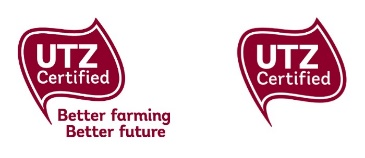 UTZ
Certified
Better farming
Better future
UTZ
Certified